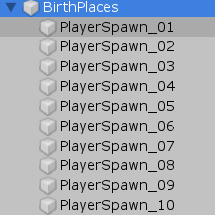 BirthPlaces
PlayerSpawn_01
PlayerSpawn_02
PlayerSpawn_03
PlayerSpawn_04
PlayerSpawn_05
PlayerSpawn_06
PlayerSpawn_07
PlayerSpawn_08
PlayerSpawn_09
PlayerSpawn_10